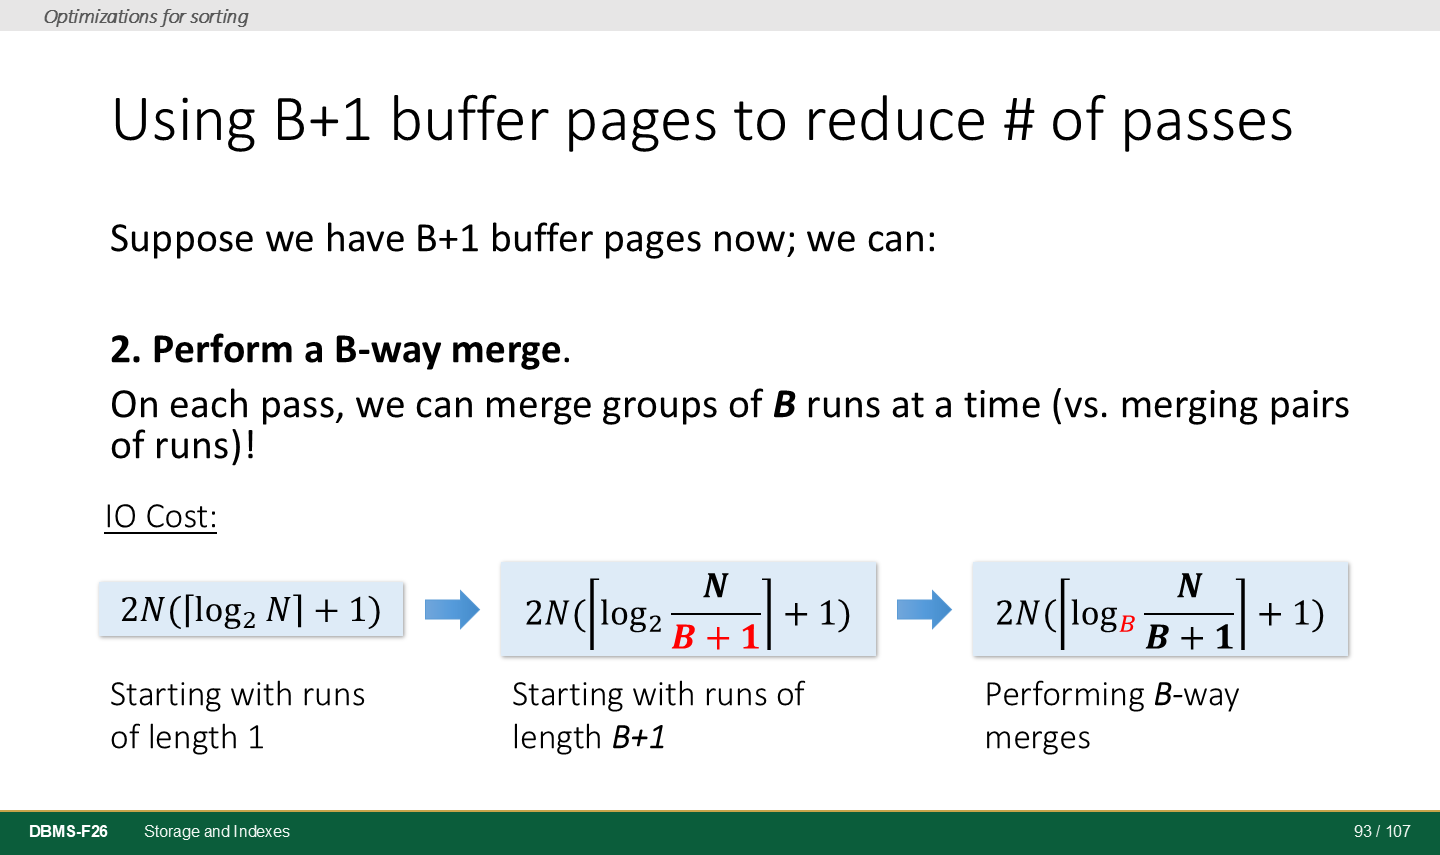 Optimizations for sorting
Using B+1 buffer pages to reduce # of passes
Suppose we have B+1 buffer pages now; we can:
2. Perform a B-way merge.
On each pass, we can merge groups of B runs at a time (vs. merging pairs
of runs)!
IO Cost:
2N(⌈log₂ N⌉ + 1)
2N(⌈log₂ N / B + 1⌉ + 1)
2N(⌈log_B N / B + 1⌉ + 1)
Starting with runs
of length 1
Starting with runs of
length B+1
Performing B-way
merges
DBMS-F26 Storage and Indexes 93 / 107